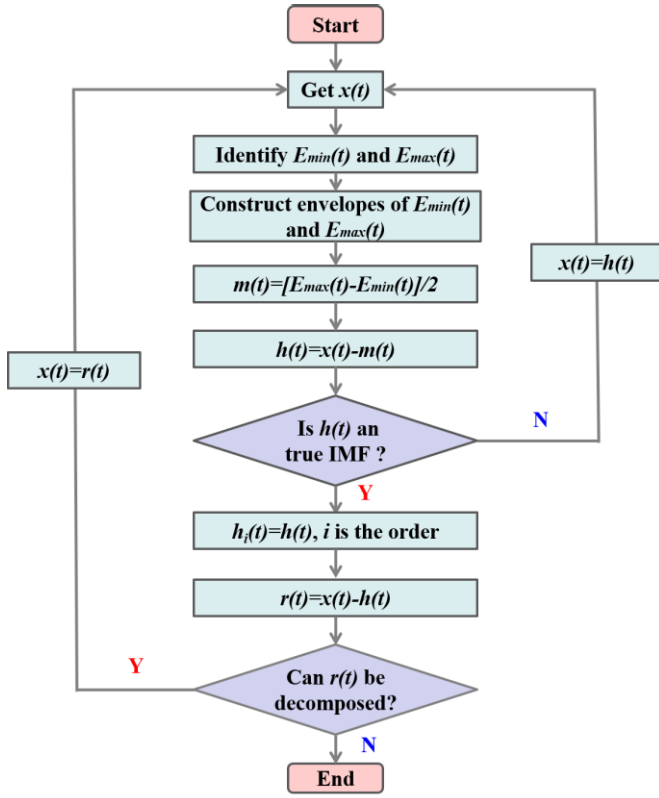 Start
Get x(t)
Identify Emin(t) and Emax(t)
Construct envelopes of Emin(t)
and Emax(t)
m(t)=[Emax(t)-Emin(t)]/2
x(t)=h(t)
h(t)=x(t)-m(t)
x(t)=r(t)
Is h(t) an
true IMF ?
N
Y
hi(t)=h(t), i is the order
r(t)=x(t)-h(t)
Y
Can r(t) be
decomposed?
N
End